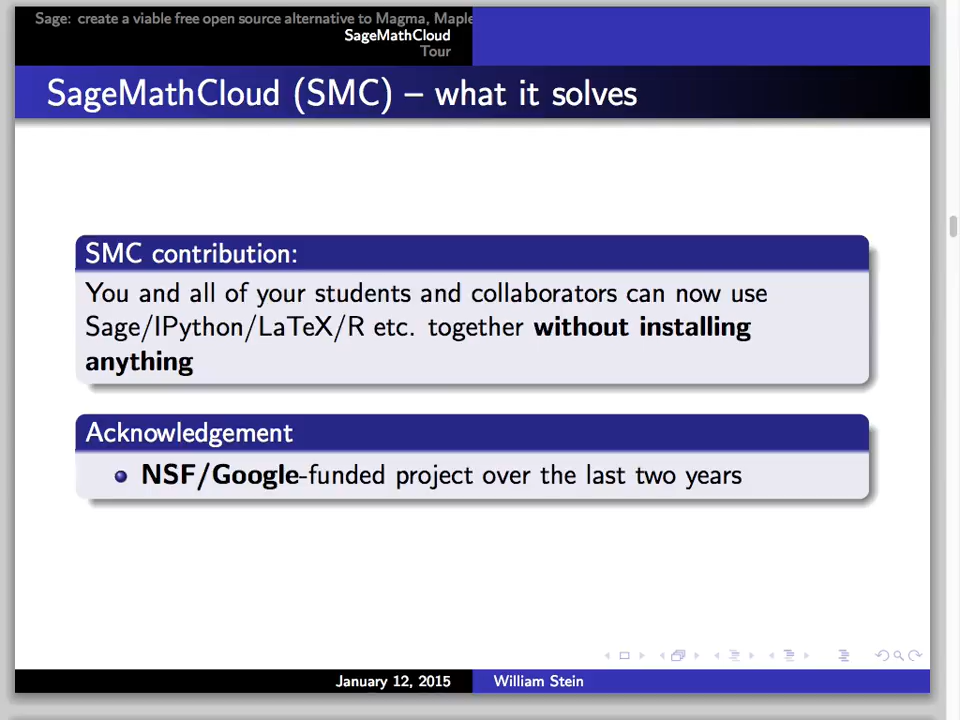 Sage: create a viable free open source alternative to Magma, Maple
SageMathCloud
Tour
SageMathCloud (SMC) – what it solves
SMC contribution:
You and all of your students and collaborators can now use
Sage/IPython/LaTeX/R etc. together without installing
anything
Acknowledgement
NSF/Google-funded project over the last two years
January 12, 2015
William Stein